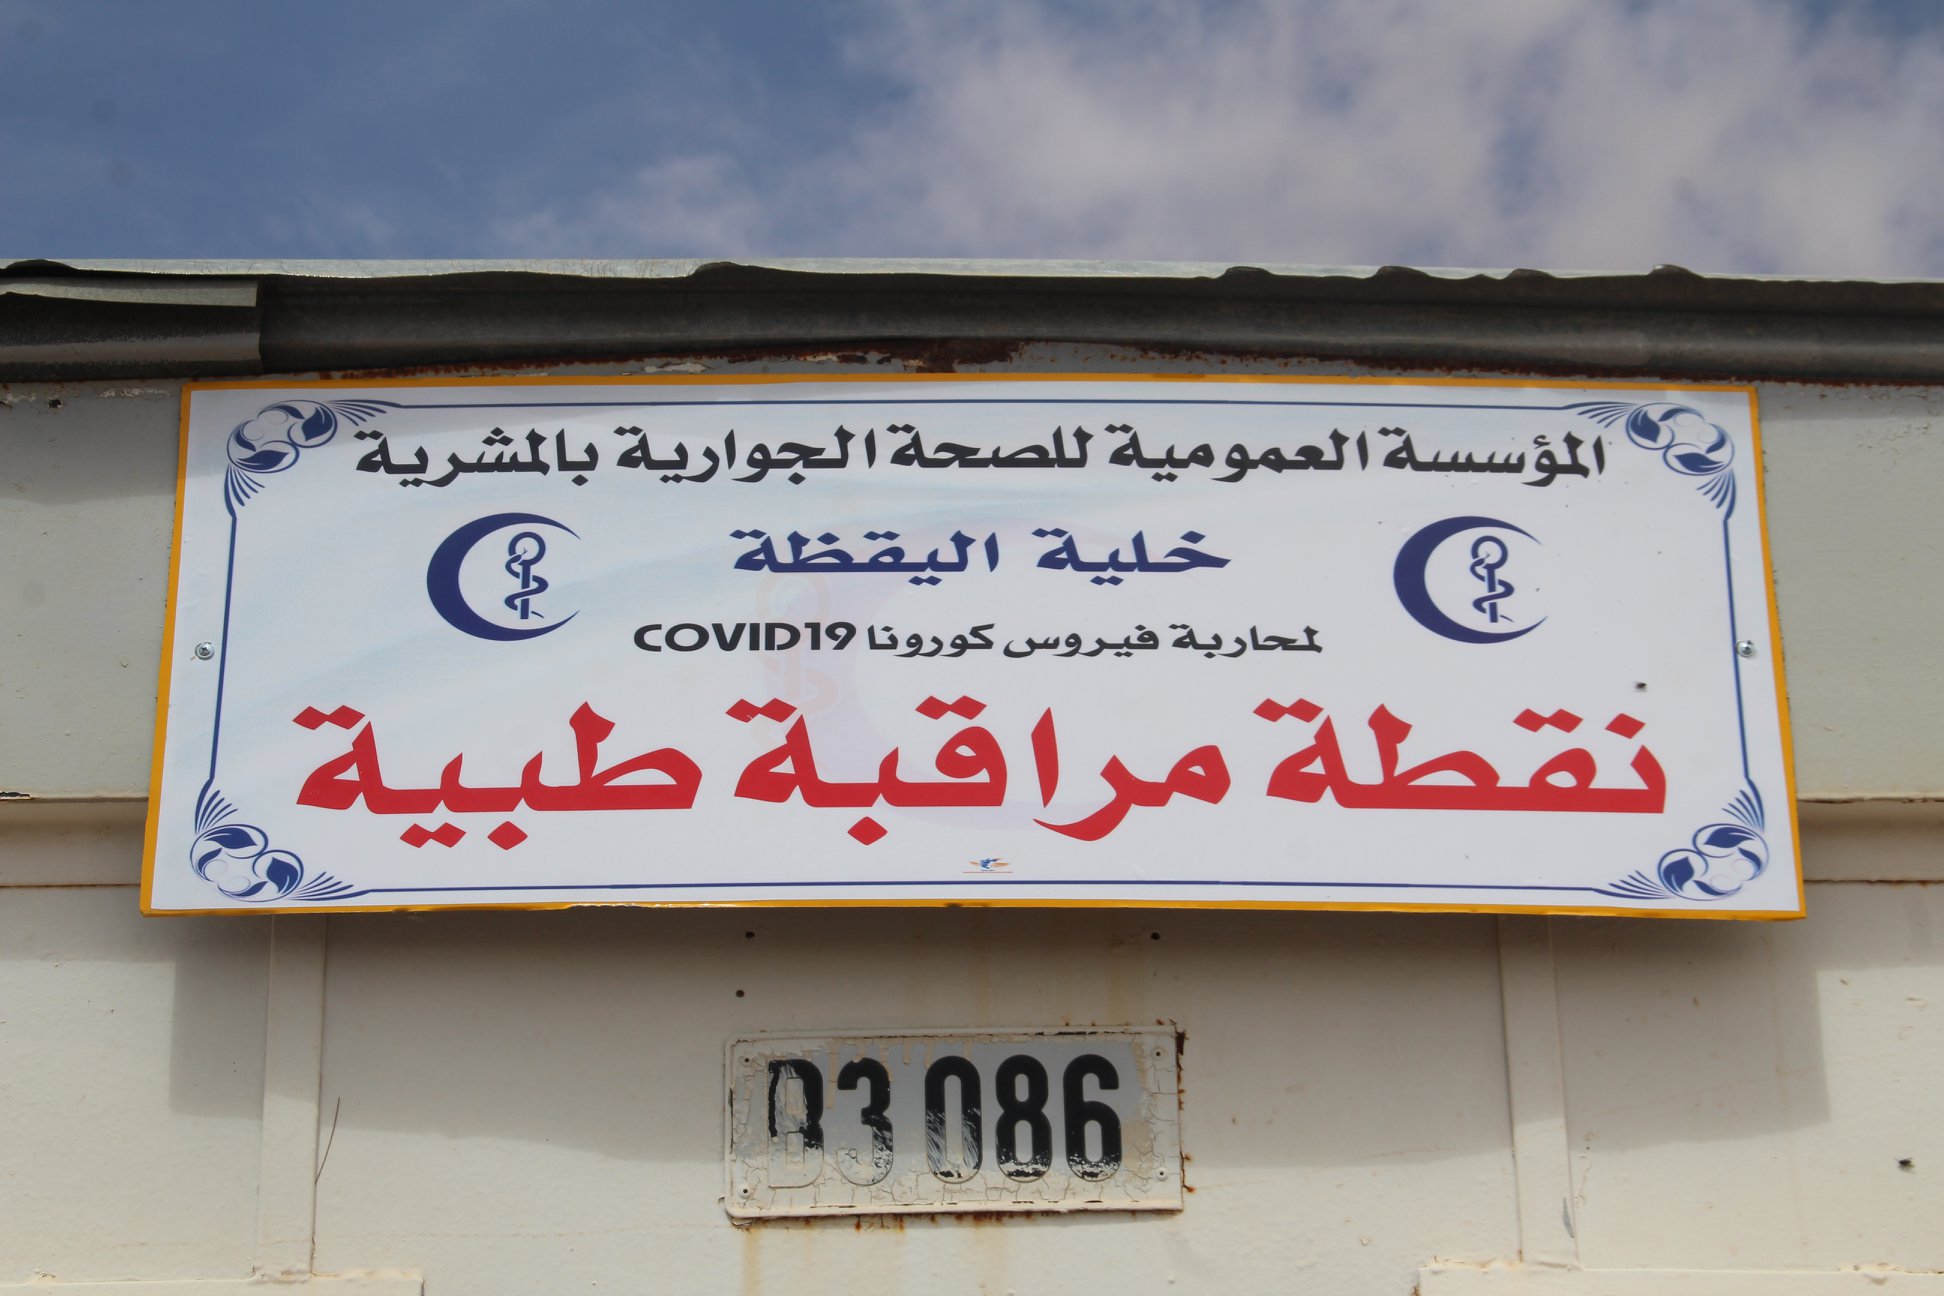 المؤسسة العمومية للصحة الجوارية بالمشرية
خلية اليقظة
لمحاربة فيروس كورونا COVID19
نقطة مراقبة طبية
B3 086